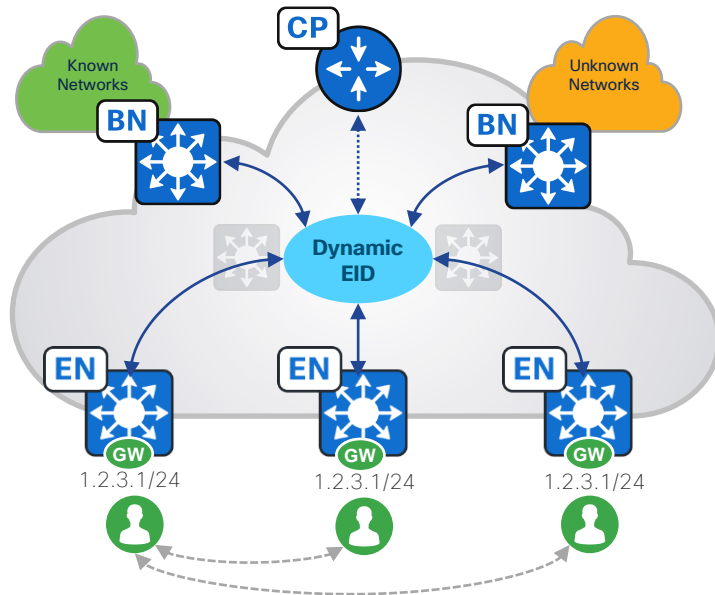 CP
Known
Networks
Unknown
Networks
BN
BN
Dynamic
EID
EN
EN
EN
GW
GW
GW
1.2.3.1/24
1.2.3.1/24
1.2.3.1/24